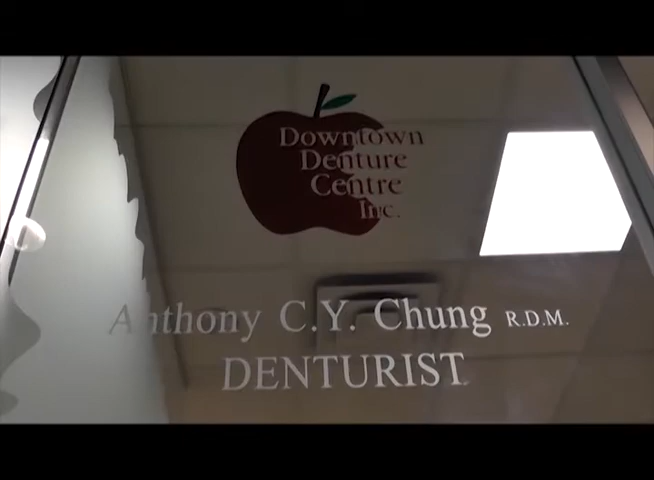 Downtown
Denture
Centre
Inc.
Anthony C.Y. Chung R.D.M.
DENTURIST